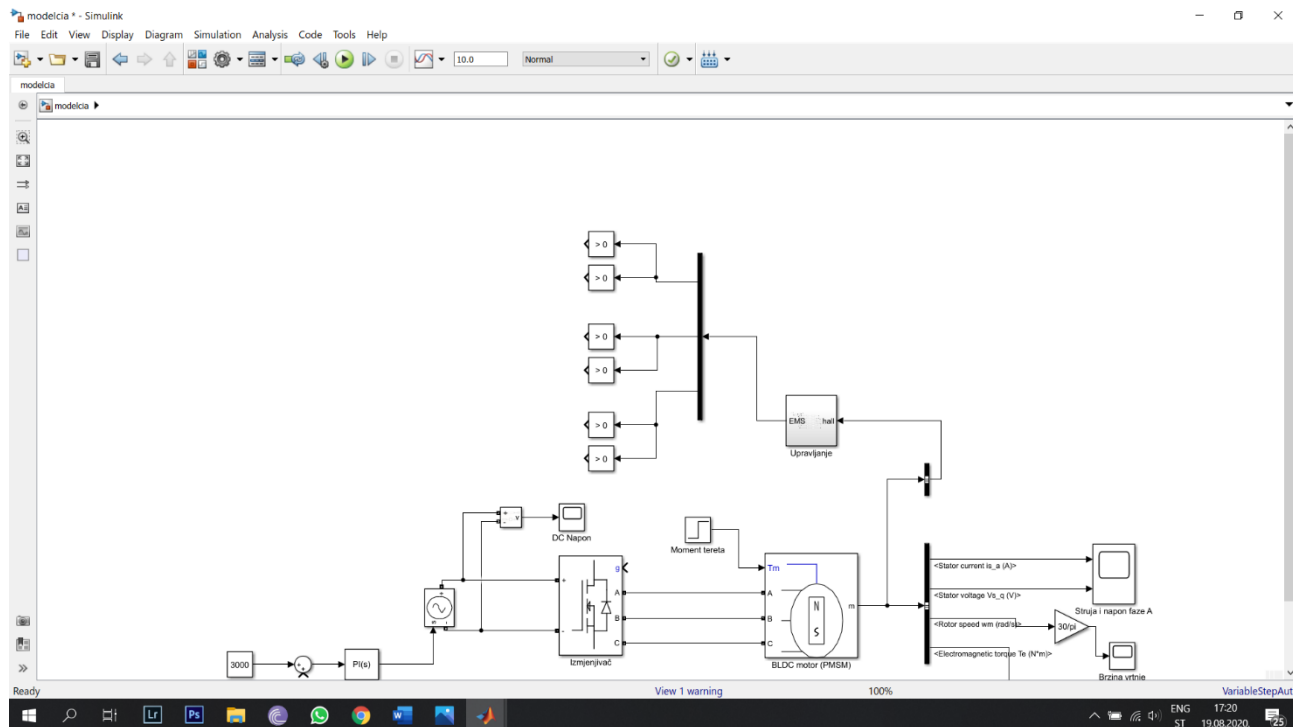 modelcia * - Simulink
File Edit View Display Diagram Simulation Analysis Code Tools Help
10.0 Normal
modelcia
modelcia
> 0
> 0
> 0
> 0
> 0
> 0
EMS hall
Upravljanje
+ - v
DC Napon
Moment tereta
+ - g A B C
Izmjenjivač
Tm A B C N S m
BLDC motor (PMSM)
<Stator current is_a (A)>
<Stator voltage Vs_q (V)>
Struja i napon faze A
<Rotor speed wm (rad/s)>
30/pi
<Electromagnetic torque Te (N*m)>
Brzina vrtnje
3000
PI(s)
Ready View 1 warning 100% VariableStepAut
Lr Ps ENG 17:20
ST 19.08.2020. 25